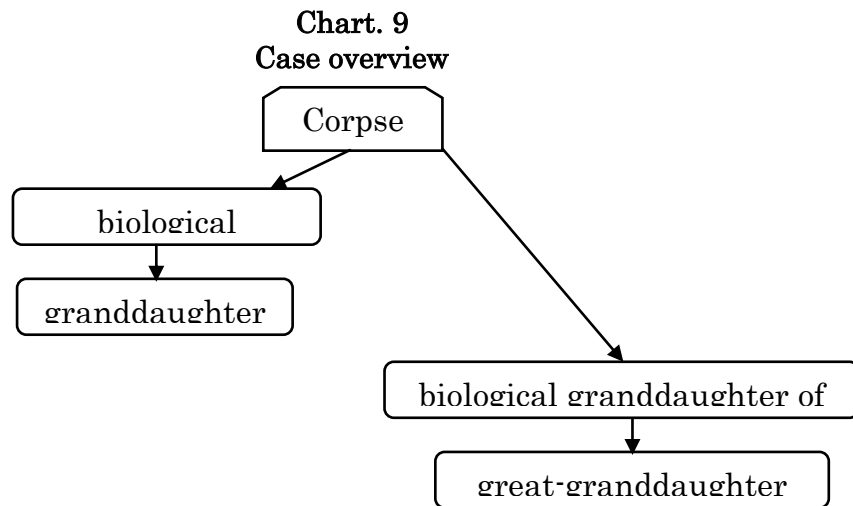 Chart. 9
Case overview
Corpse
biological
granddaughter
biological granddaughter of
great-granddaughter